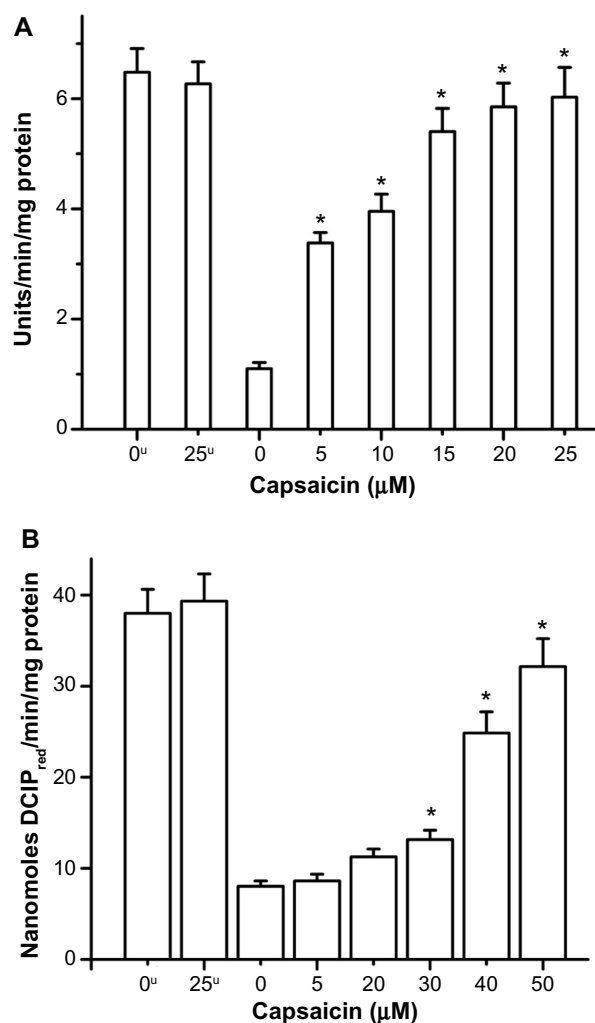 A
Units/min/mg protein
6
4
2
0
* * * * *
0ᵘ 25ᵘ 0 5 10 15 20 25
Capsaicin (μM)
B
Nanomoles DCIPred/min/mg protein
40
30
20
10
0
* * *
0ᵘ 25ᵘ 0 5 20 30 40 50
Capsaicin (μM)